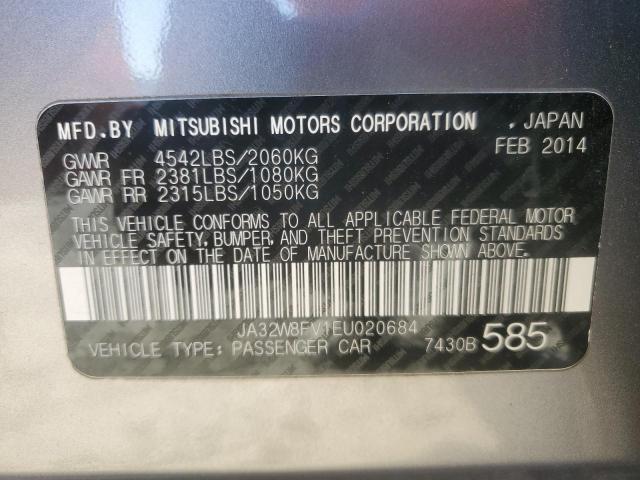 MFD.BY MITSUBISHI MOTORS CORPORATION . JAPAN
GVWR 4542LBS/2060KG FEB 2014
GAWR FR 2381LBS/1080KG
GAWR RR 2315LBS/1050KG
THIS VEHICLE CONFORMS TO ALL APPLICABLE FEDERAL MOTOR
VEHICLE SAFETY, BUMPER, AND THEFT PREVENTION STANDARDS
IN EFFECT ON THE DATE OF MANUFACTURE SHOWN ABOVE.
JA32W8FV1EU020684
VEHICLE TYPE: PASSENGER CAR 7430B 585